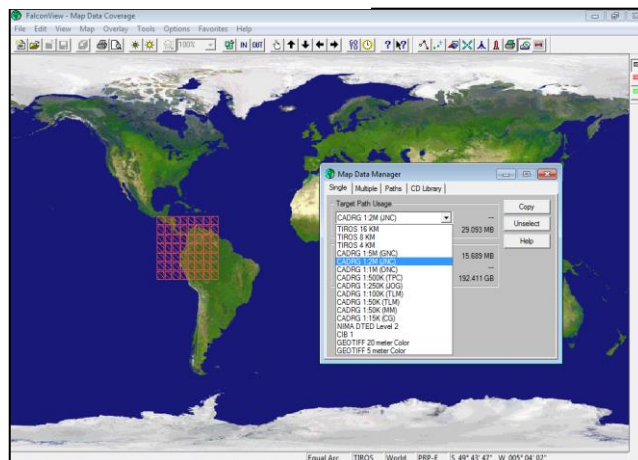 FalconView - Map Data Coverage
File Edit View Map Overlay Tools Options Favorites Help
100% IN OUT
Map Data Manager
Single Multiple Paths CD Library
Target Path Usage
Copy
CADRG 1:2M (JNC) ---
Unselect
TIROS 16 KM 29.093 MB
TIROS 8 KM
Help
TIROS 4 KM
CADRG 1:5M (GNC) 15.689 MB
CADRG 1:2M (JNC)
CADRG 1:1M (ONC) ---
CADRG 1:500K (TPC) 192.411 GB
CADRG 1:250K (JOG)
CADRG 1:100K (TLM)
CADRG 1:50K (TLM)
CADRG 1:50K (MM)
CADRG 1:15K (CG)
NIMA DTED Level 2
CIB 1
GEOTIFF 20 meter Color
GEOTIFF 5 meter Color
Equal Arc TIROS World PBP-E S 49° 43' 47" W 005° 04' 02"